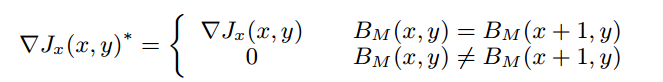 ∇J_x(x, y)* = { ∇J_x(x, y)   B_M(x, y) = B_M(x + 1, y)
0   B_M(x, y) ≠ B_M(x + 1, y)